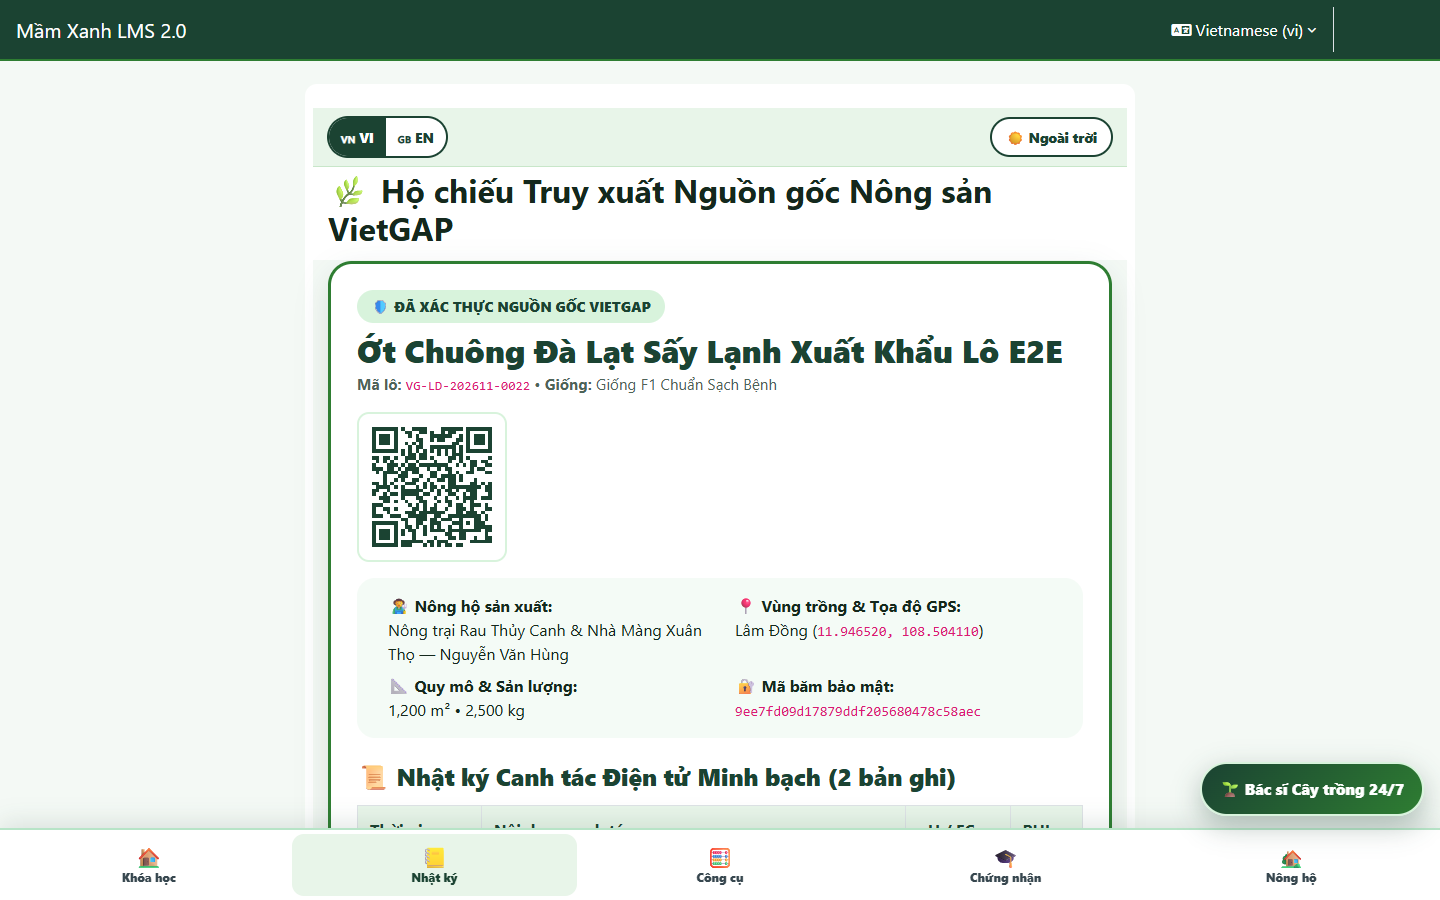 Mầm Xanh LMS 2.0
Vietnamese (vi)
VN VI
GB EN
Ngoài trời
Hộ chiếu Truy xuất Nguồn gốc Nông sản
VietGAP
ĐÃ XÁC THỰC NGUỒN GỐC VIETGAP
Ớt Chuông Đà Lạt Sấy Lạnh Xuất Khẩu Lô E2E
Mã lô: VG-LD-202611-0022 • Giống: Giống F1 Chuẩn Sạch Bệnh
Nông hộ sản xuất:
Nông trại Rau Thủy Canh & Nhà Màng Xuân
Thọ — Nguyễn Văn Hùng
Vùng trồng & Tọa độ GPS:
Lâm Đồng (11.946520, 108.504110)
Quy mô & Sản lượng:
1,200 m² • 2,500 kg
Mã băm bảo mật:
9ee7fd09d17879ddf205680478c58aec
Nhật ký Canh tác Điện tử Minh bạch (2 bản ghi)
Bác sĩ Cây trồng 24/7
Khóa học
Nhật ký
Công cụ
Chứng nhận
Nông hộ